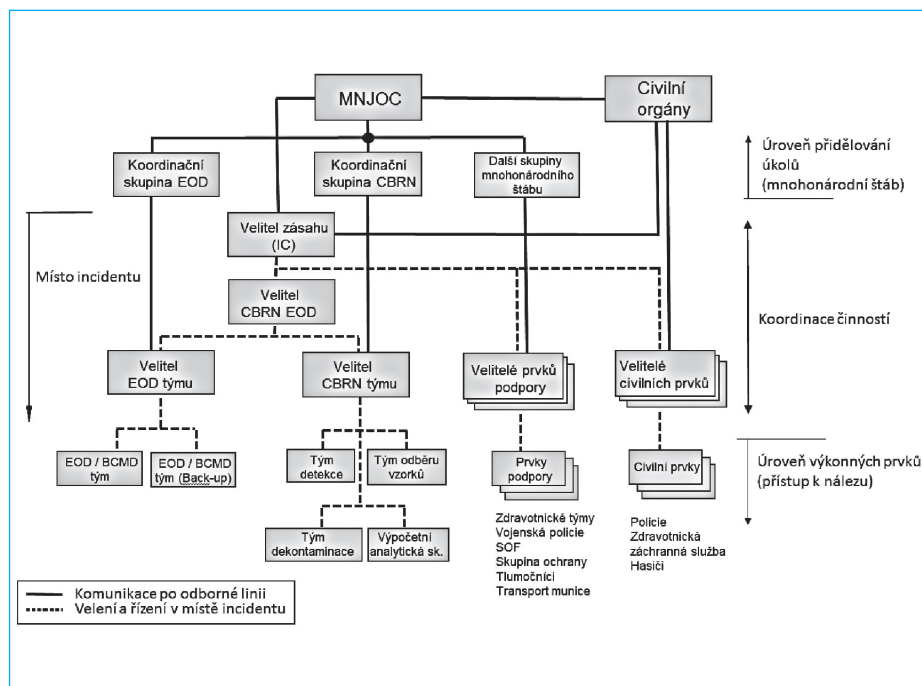 MNJOC
Civilní
orgány
Koordinační
skupina EOD
Koordinační
skupina CBRN
Další skupiny
mnohonárodního
štábu
Úroveň přidělování
úkolů
(mnohonárodní štáb)
Velitel zásahu
(IC)
Místo incidentu
Velitel
CBRN EOD
Koordinace činností
Velitel
EOD týmu
Velitel
CBRN týmu
Velitelé prvků
podpory
Velitelé
civilních prvků
EOD / BCMD
tým
EOD / BCMD
tým (Back-up)
Tým
detekce
Tým odběru
vzorků
Prvky
podpory
Civilní prvky
Úroveň výkonných prvků
(přístup k nálezu)
Tým
dekontaminace
Výpočetní
analytická sk.
Zdravotnické týmy
Vojenská policie
SOF
Skupina ochrany
Tlumočníci
Transport munice
Policie
Zdravotnická
záchranná služba
Hasiči
Komunikace po odborné linii
Velení a řízení v místě incidentu